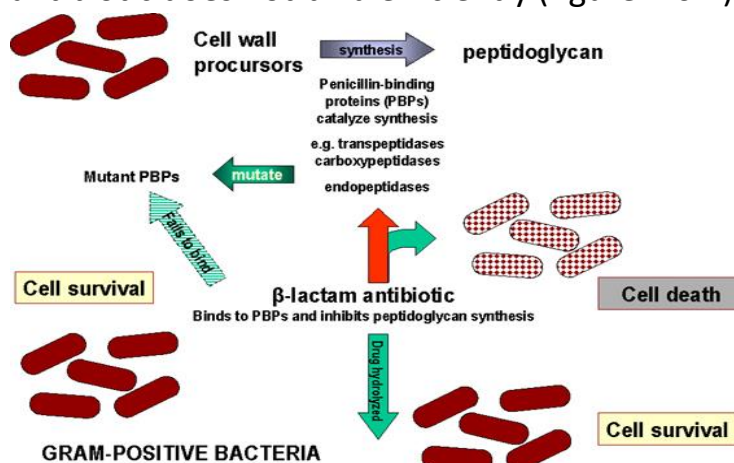 Cell wall
procursors
synthesis
peptidoglycan
Penicillin-binding
proteins (PBPs)
catalyze synthesis
e.g. transpeptidases
carboxypeptidases
endopeptidases
Mutant PBPs
mutate
Fails to bind
Cell survival
β-lactam antibiotic
Binds to PBPs and inhibits peptidoglycan synthesis
Cell death
Drug hydrolyzed
Cell survival
GRAM-POSITIVE BACTERIA